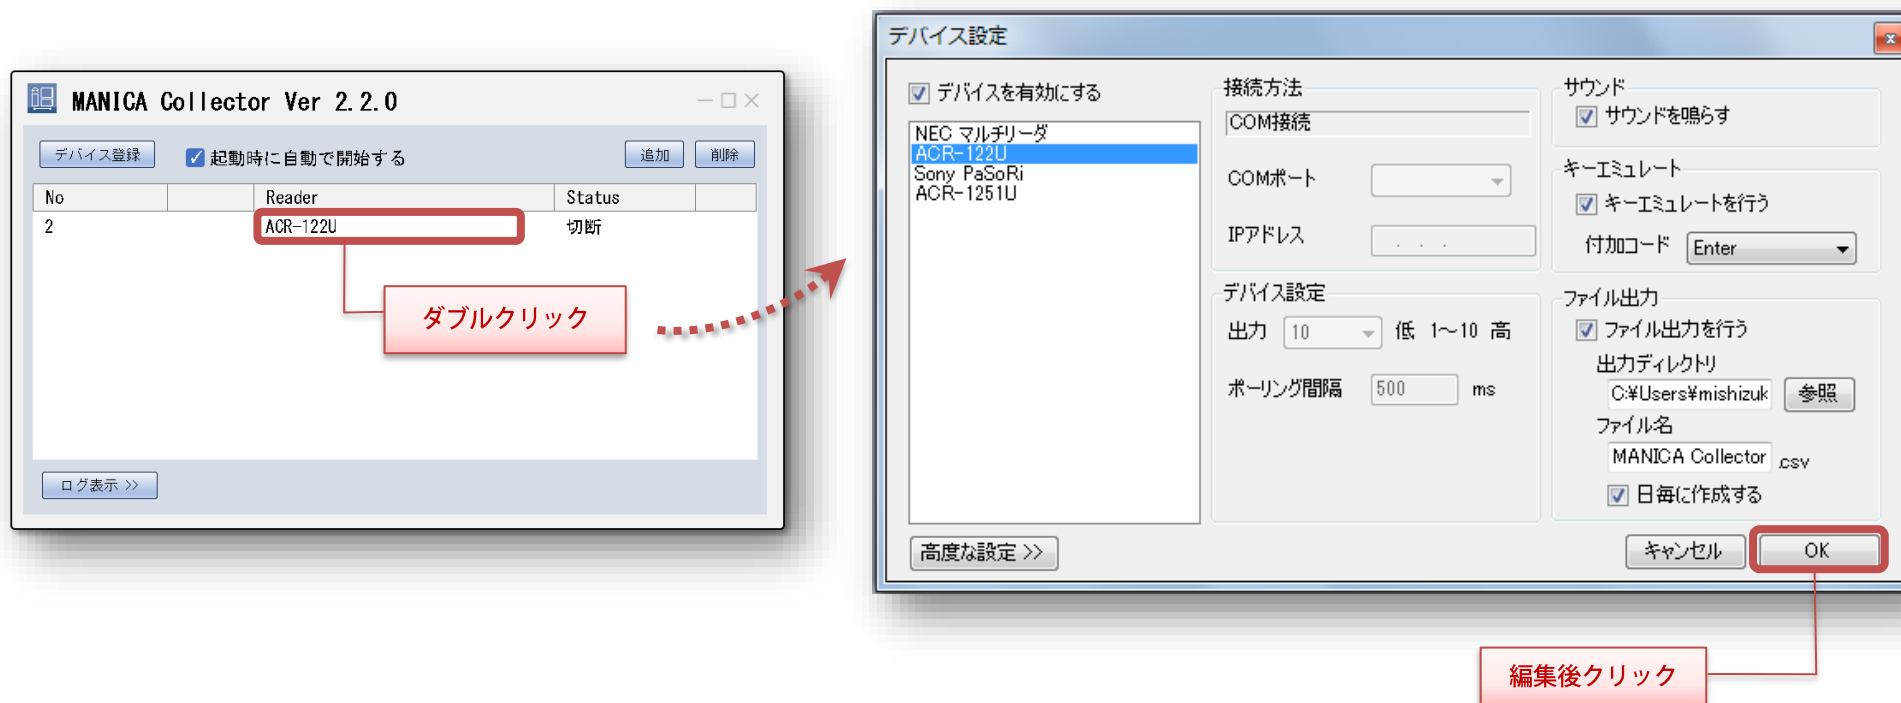 MANICA Collector Ver 2.2.0
デバイス登録
起動時に自動で開始する
追加
削除
No
Reader
Status
2
ACR-122U
切断
ダブルクリック
ログ表示 >>
デバイス設定
デバイスを有効にする
NEC マルチリーダ
ACR-122U
Sony PaSoRi
ACR-1251U
高度な設定 >>
接続方法
COM接続
COMポート
IPアドレス
. . .
デバイス設定
出力
10
低 1～10 高
ポーリング間隔
500
ms
サウンド
サウンドを鳴らす
キーエミュレート
キーエミュレートを行う
付加コード
Enter
ファイル出力
ファイル出力を行う
出力ディレクトリ
C:¥Users¥mishizuk
参照
ファイル名
MANICA Collector
.csv
日毎に作成する
キャンセル
OK
編集後クリック